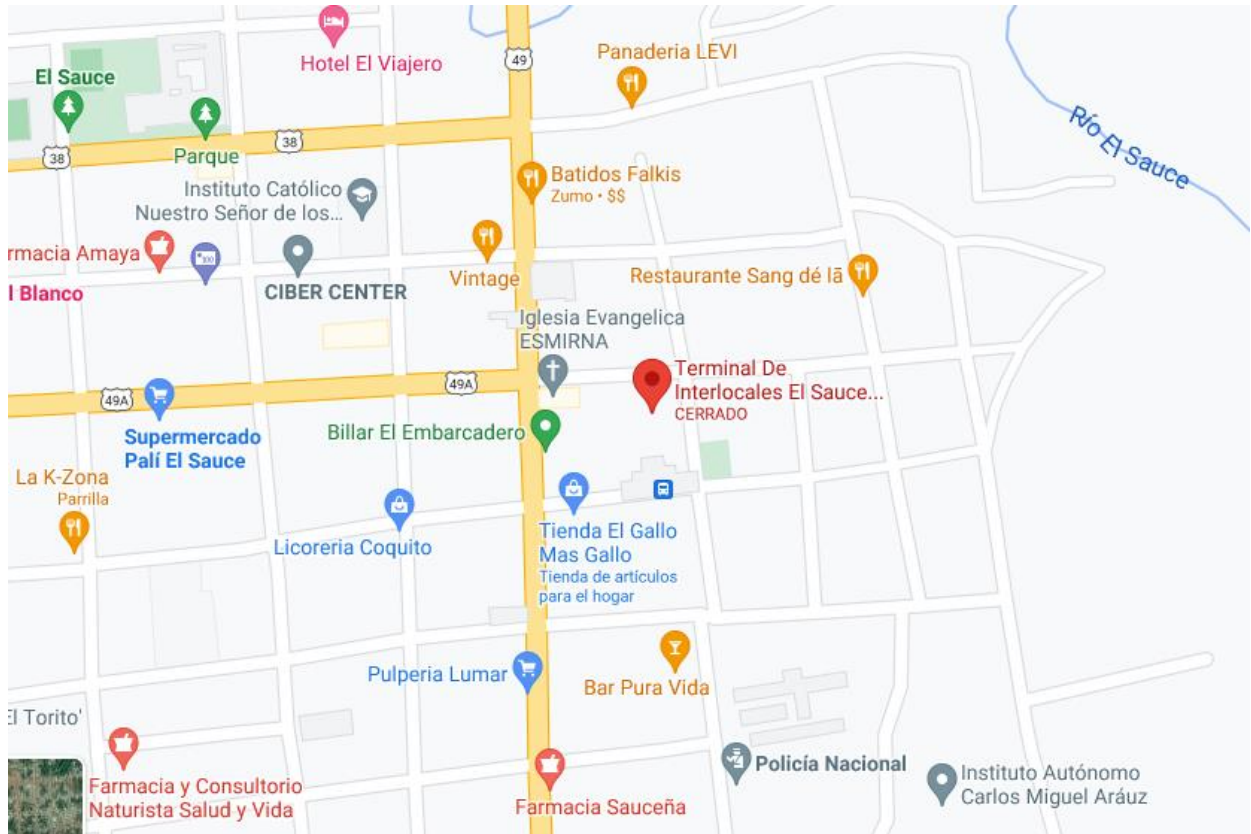 Hotel El Viajero
49
Panaderia LEVI
El Sauce
38
Parque
38
Río El Sauce
Batidos Falkis
Zumo • $$
Instituto Católico
Nuestro Señor de los...
rmacia Amaya
l Blanco
CIBER CENTER
Vintage
Restaurante Sang dé lã
Iglesia Evangelica
ESMIRNA
49A
49A
Terminal De
Interlocales El Sauce...
CERRADO
Supermercado
Palí El Sauce
Billar El Embarcadero
La K-Zona
Parrilla
Licoreria Coquito
Tienda El Gallo
Mas Gallo
Tienda de artículos
para el hogar
Pulperia Lumar
Bar Pura Vida
El Torito'
Farmacia y Consultorio
Naturista Salud y Vida
Farmacia Sauceña
Policía Nacional
Instituto Autónomo
Carlos Miguel Aráuz